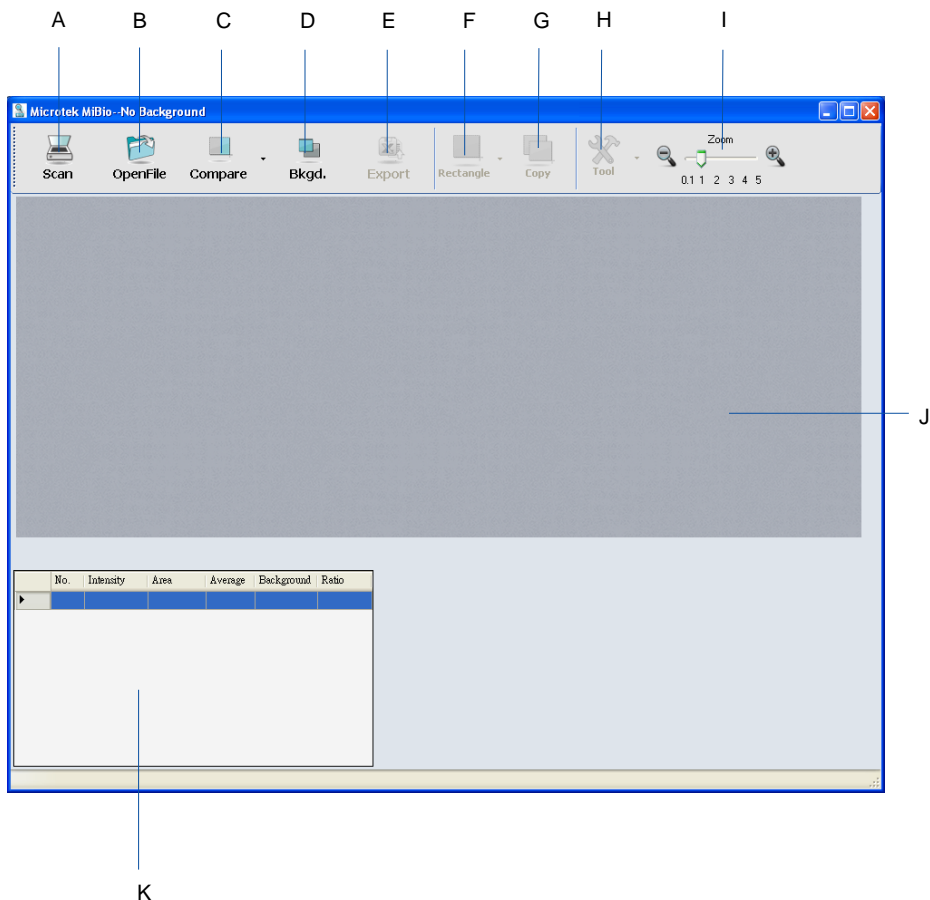 A B C D E F G H I
Microtek MiBio--No Background
Zoom
Scan OpenFile Compare Bkgd. Export Rectangle Copy Tool
0.1 1 2 3 4 5
J
No. Intensity Area Average Background Ratio
K